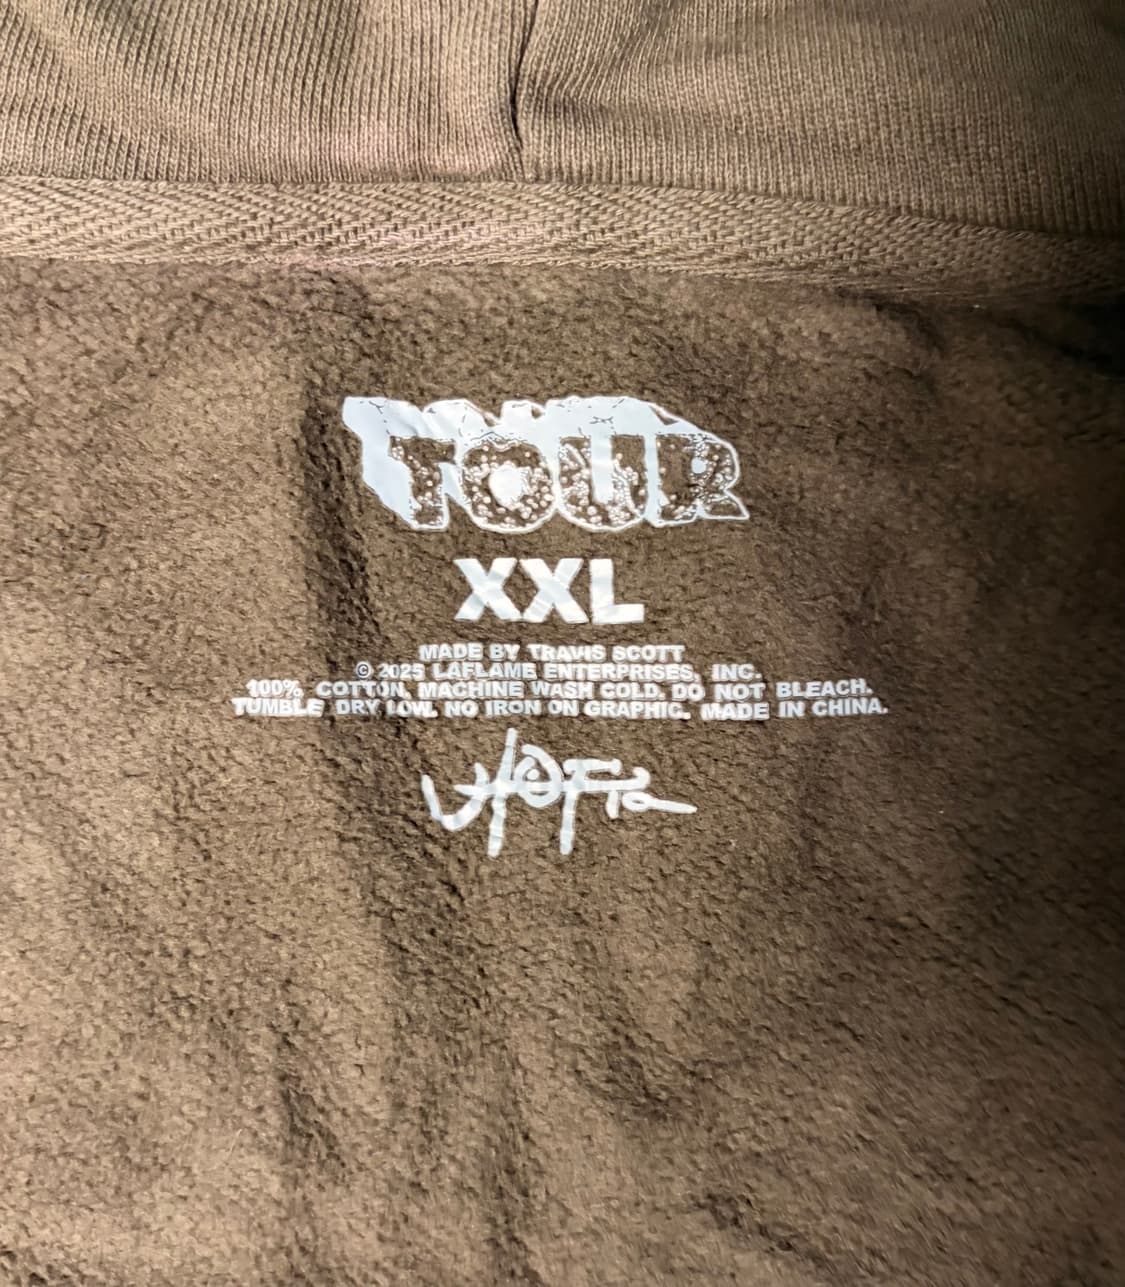 TOUR
XXL
MADE BY TRAVIS SCOTT
© 2025 LAFLAME ENTERPRISES, INC.
100% COTTON, MACHINE WASH COLD. DO NOT BLEACH.
TUMBLE DRY LOW. NO IRON ON GRAPHIC. MADE IN CHINA.
UTOPIA